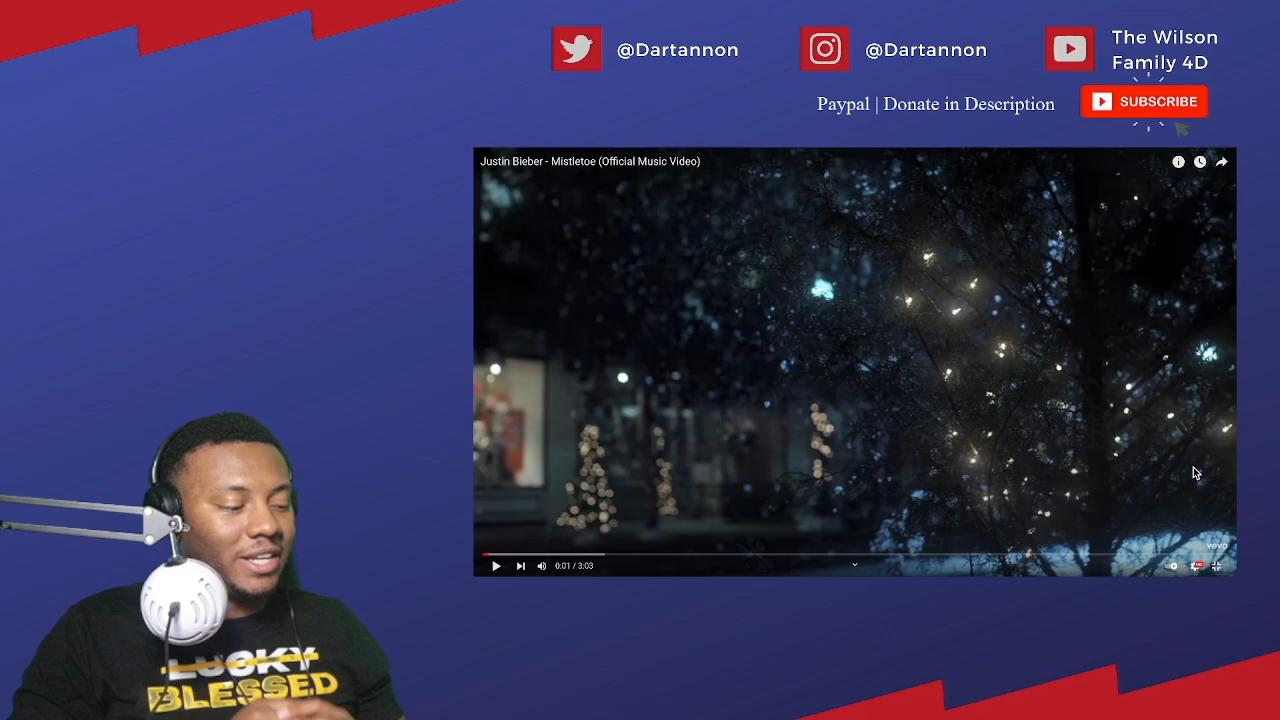 @Dartannon
@Dartannon
The Wilson
Family 4D
Paypal | Donate in Description
SUBSCRIBE
Justin Bieber - Mistletoe (Official Music Video)
vevo
0:01 / 3:03
HD
LUCKY
BLESSED